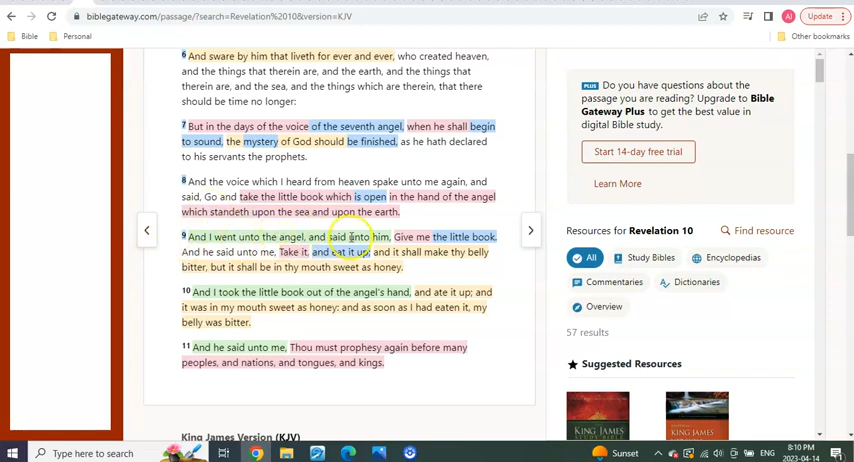 biblegateway.com/passage/?search=Revelation%2010&version=KJV
AI
Update
Bible
Personal
Other bookmarks
6 And sware by him that liveth for ever and ever, who created heaven,
and the things that therein are, and the earth, and the things that
therein are, and the sea, and the things which are therein, that there
should be time no longer:
7 But in the days of the voice of the seventh angel, when he shall begin
to sound, the mystery of God should be finished, as he hath declared
to his servants the prophets.
8 And the voice which I heard from heaven spake unto me again, and
said, Go and take the little book which is open in the hand of the angel
which standeth upon the sea and upon the earth.
9 And I went unto the angel, and said unto him, Give me the little book.
And he said unto me, Take it, and eat it up; and it shall make thy belly
bitter, but it shall be in thy mouth sweet as honey.
10 And I took the little book out of the angel's hand, and ate it up; and
it was in my mouth sweet as honey: and as soon as I had eaten it, my
belly was bitter.
11 And he said unto me, Thou must prophesy again before many
peoples, and nations, and tongues, and kings.
King James Version (KJV)
PLUS Do you have questions about the
passage you are reading? Upgrade to Bible
Gateway Plus to get the best value in
digital Bible study.
Start 14-day free trial
Learn More
Resources for Revelation 10
Find resource
All
Study Bibles
Encyclopedias
Commentaries
Dictionaries
Overview
57 results
Suggested Resources
KING JAMES
STUDY BIBLE
KING JAMES
Type here to search
Sunset
ENG
8:10 PM
2023-04-14